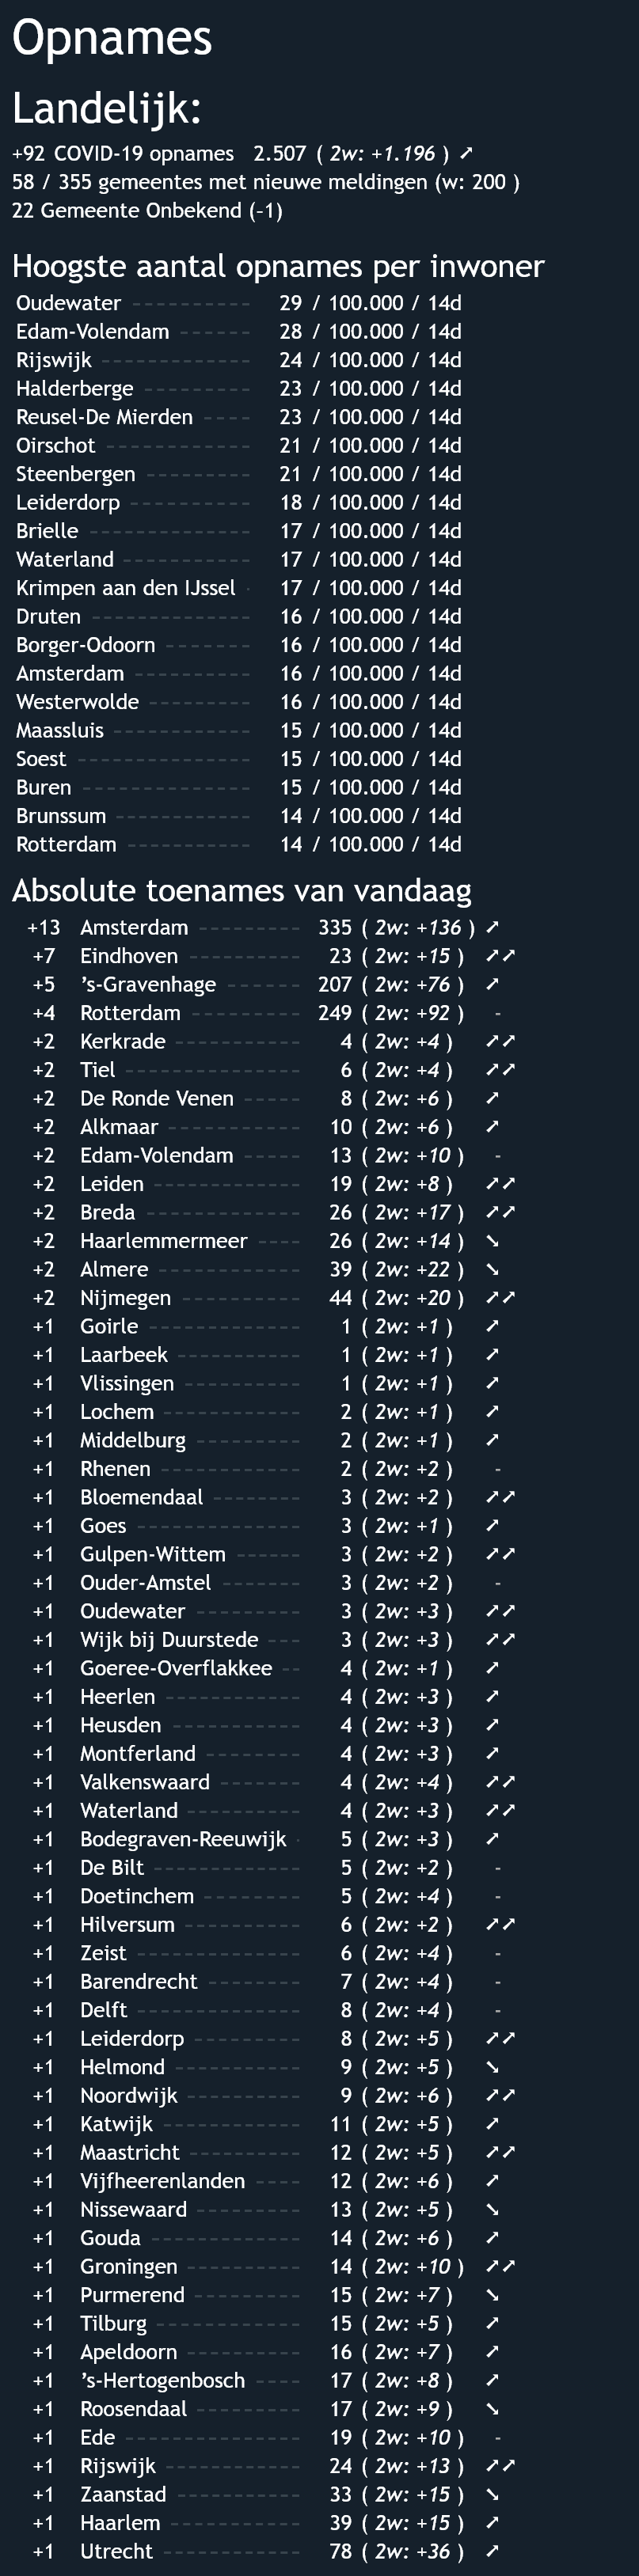 Opnames
Landelijk:
+92 COVID-19 opnames 2.507 ( 2w: +1.196 ) ➚
58 / 355 gemeentes met nieuwe meldingen (w: 200 )
22 Gemeente Onbekend (-1)
Hoogste aantal opnames per inwoner
Oudewater ---------- 29 / 100.000 / 14d
Edam-Volendam ------ 28 / 100.000 / 14d
Rijswijk ------------- 24 / 100.000 / 14d
Halderberge --------- 23 / 100.000 / 14d
Reusel-De Mierden ---- 23 / 100.000 / 14d
Oirschot ------------ 21 / 100.000 / 14d
Steenbergen --------- 21 / 100.000 / 14d
Leiderdorp ---------- 18 / 100.000 / 14d
Brielle -------------- 17 / 100.000 / 14d
Waterland ----------- 17 / 100.000 / 14d
Krimpen aan den IJssel - 17 / 100.000 / 14d
Druten -------------- 16 / 100.000 / 14d
Borger-Odoorn ------- 16 / 100.000 / 14d
Amsterdam ---------- 16 / 100.000 / 14d
Westerwolde --------- 16 / 100.000 / 14d
Maassluis ------------ 15 / 100.000 / 14d
Soest --------------- 15 / 100.000 / 14d
Buren --------------- 15 / 100.000 / 14d
Brunssum ------------ 14 / 100.000 / 14d
Rotterdam ----------- 14 / 100.000 / 14d
Absolute toenames van vandaag
+13 Amsterdam --------- 335 ( 2w: +136 ) ➚
+7 Eindhoven ---------- 23 ( 2w: +15 ) ➚➚
+5 's-Gravenhage ------ 207 ( 2w: +76 ) ➚
+4 Rotterdam ---------- 249 ( 2w: +92 ) -
+2 Kerkrade ----------- 4 ( 2w: +4 ) ➚➚
+2 Tiel --------------- 6 ( 2w: +4 ) ➚➚
+2 De Ronde Venen ----- 8 ( 2w: +6 ) ➚
+2 Alkmaar ------------ 10 ( 2w: +6 ) ➚
+2 Edam-Volendam ----- 13 ( 2w: +10 ) -
+2 Leiden ------------- 19 ( 2w: +8 ) ➚➚
+2 Breda -------------- 26 ( 2w: +17 ) ➚➚
+2 Haarlemmermeer ---- 26 ( 2w: +14 ) ➘
+2 Almere ------------- 39 ( 2w: +22 ) ➘
+2 Nijmegen ----------- 44 ( 2w: +20 ) ➚➚
+1 Goirle ------------- 1 ( 2w: +1 ) ➚
+1 Laarbeek ----------- 1 ( 2w: +1 ) ➚
+1 Vlissingen ---------- 1 ( 2w: +1 ) ➚
+1 Lochem ------------ 2 ( 2w: +1 ) ➚
+1 Middelburg --------- 2 ( 2w: +1 ) ➚
+1 Rhenen ------------ 2 ( 2w: +2 ) -
+1 Bloemendaal ------- 3 ( 2w: +2 ) ➚➚
+1 Goes -------------- 3 ( 2w: +1 ) ➚
+1 Gulpen-Wittem ------ 3 ( 2w: +2 ) ➚➚
+1 Ouder-Amstel ------- 3 ( 2w: +2 ) -
+1 Oudewater --------- 3 ( 2w: +3 ) ➚➚
+1 Wijk bij Duurstede --- 3 ( 2w: +3 ) ➚➚
+1 Goeree-Overflakkee -- 4 ( 2w: +1 ) ➚
+1 Heerlen ------------ 4 ( 2w: +3 ) ➚
+1 Heusden ----------- 4 ( 2w: +3 ) ➚
+1 Montferland -------- 4 ( 2w: +3 ) ➚
+1 Valkenswaard ------- 4 ( 2w: +4 ) ➚➚
+1 Waterland ---------- 4 ( 2w: +3 ) ➚➚
+1 Bodegraven-Reeuwijk - 5 ( 2w: +3 ) ➚
+1 De Bilt ------------ 5 ( 2w: +2 ) -
+1 Doetinchem -------- 5 ( 2w: +4 ) -
+1 Hilversum ---------- 6 ( 2w: +2 ) ➚➚
+1 Zeist -------------- 6 ( 2w: +4 ) -
+1 Barendrecht -------- 7 ( 2w: +4 ) -
+1 Delft -------------- 8 ( 2w: +4 ) -
+1 Leiderdorp --------- 8 ( 2w: +5 ) ➚➚
+1 Helmond ----------- 9 ( 2w: +5 ) ➘
+1 Noordwijk ---------- 9 ( 2w: +6 ) ➚➚
+1 Katwijk ------------ 11 ( 2w: +5 ) ➚
+1 Maastricht --------- 12 ( 2w: +5 ) ➚➚
+1 Vijfheerenlanden ---- 12 ( 2w: +6 ) ➚
+1 Nissewaard --------- 13 ( 2w: +5 ) ➘
+1 Gouda ------------- 14 ( 2w: +6 ) ➚
+1 Groningen ---------- 14 ( 2w: +10 ) ➚➚
+1 Purmerend --------- 15 ( 2w: +7 ) ➘
+1 Tilburg ------------ 15 ( 2w: +5 ) ➚
+1 Apeldoorn ---------- 16 ( 2w: +7 ) ➚
+1 's-Hertogenbosch ---- 17 ( 2w: +8 ) ➚
+1 Roosendaal --------- 17 ( 2w: +9 ) ➘
+1 Ede --------------- 19 ( 2w: +10 ) -
+1 Rijswijk ------------ 24 ( 2w: +13 ) ➚➚
+1 Zaanstad ----------- 33 ( 2w: +15 ) ➘
+1 Haarlem ----------- 39 ( 2w: +15 ) ➚
+1 Utrecht ------------ 78 ( 2w: +36 ) ➚